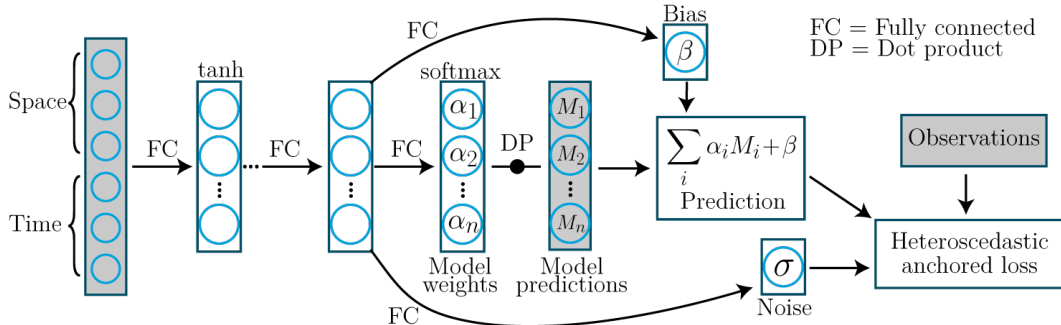 Space
Time
FC
tanh
FC
FC
FC
FC
softmax
α₁
α₂
αₙ
Model
weights
DP
M₁
M₂
Mₙ
Model
predictions
Bias
β
∑ αᵢMᵢ+β
i
Prediction
σ
Noise
FC = Fully connected
DP = Dot product
Observations
Heteroscedastic
anchored loss